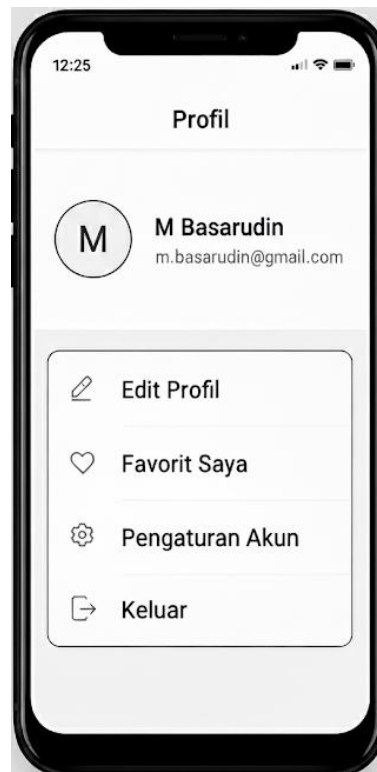 12:25
Profil
M
M Basarudin
m.basarudin@gmail.com
Edit Profil
Favorit Saya
Pengaturan Akun
Keluar